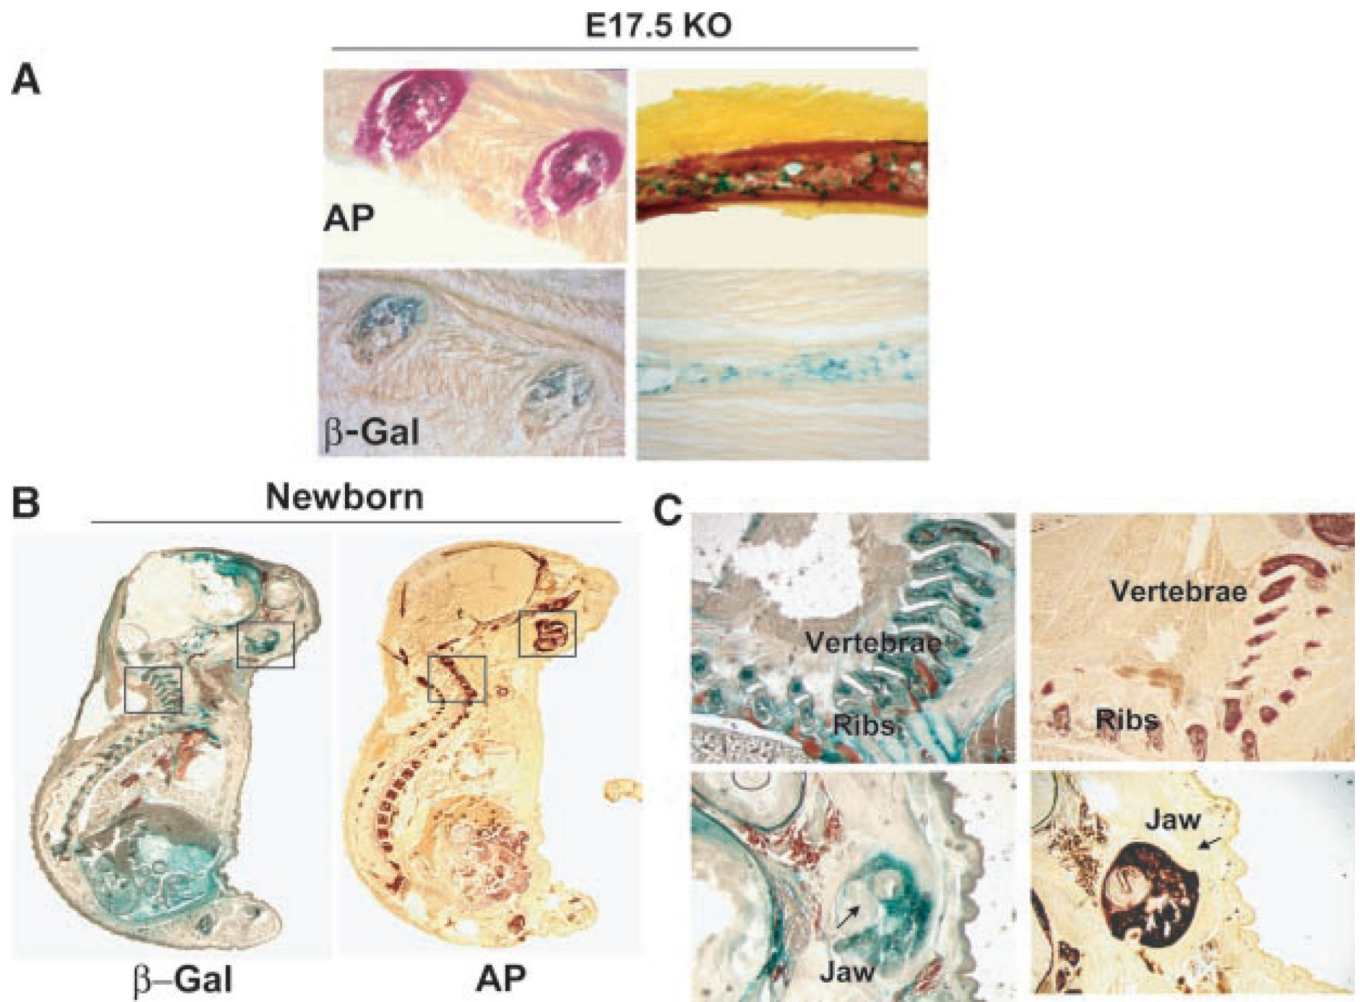 E17.5 KO
A
AP
β-Gal
B
Newborn
C
Vertebrae
Ribs
Vertebrae
Ribs
Jaw
Jaw
β–Gal
AP